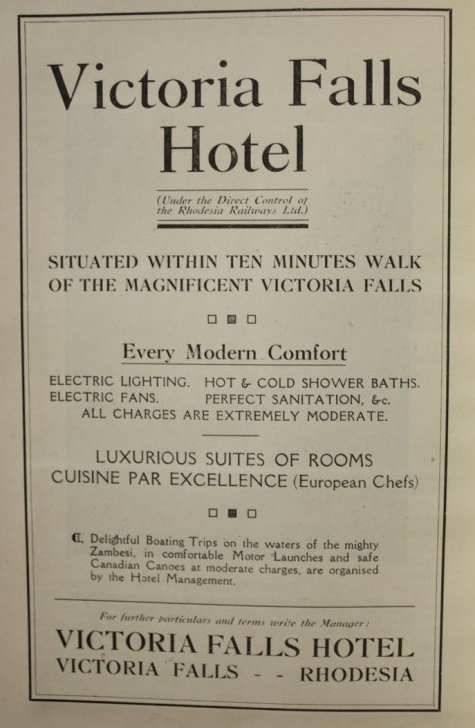 Victoria Falls
Hotel
(Under the Direct Control of
the Rhodesia Railways Ltd.)
SITUATED WITHIN TEN MINUTES WALK
OF THE MAGNIFICENT VICTORIA FALLS
Every Modern Comfort
ELECTRIC LIGHTING. HOT & COLD SHOWER BATHS.
ELECTRIC FANS. PERFECT SANITATION, &c.
ALL CHARGES ARE EXTREMELY MODERATE.
LUXURIOUS SUITES OF ROOMS
CUISINE PAR EXCELLENCE (European Chefs)
Delightful Boating Trips on the waters of the mighty
Zambesi, in comfortable Motor Launches and safe
Canadian Canoes at moderate charges, are organised
by the Hotel Management.
For further particulars and terms write the Manager:
VICTORIA FALLS HOTEL
VICTORIA FALLS - - RHODESIA